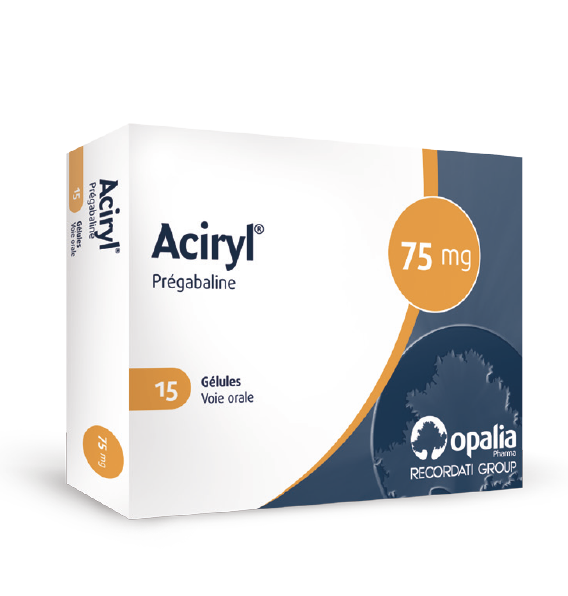 Aciryl®
Prégabaline
15
Gélules
Voie orale
75 mg
Aciryl®
Prégabaline
75 mg
15 Gélules
Voie orale
opalia
Pharma
RECORDATI GROUP